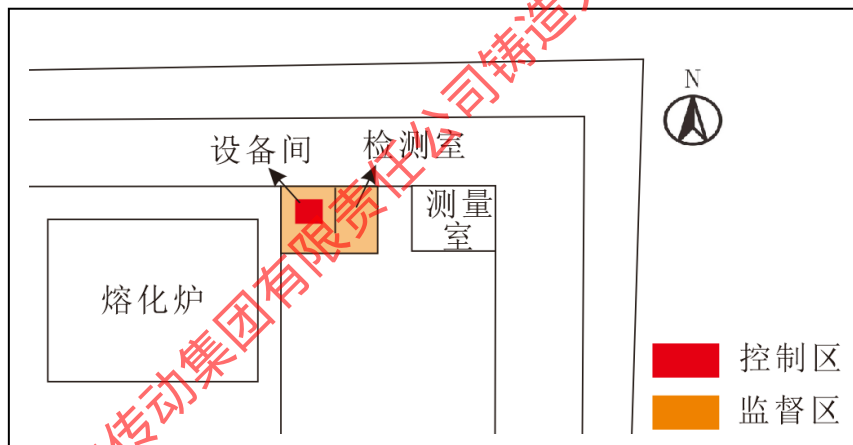 N
设备间
检测室
测量
室
熔化炉
控制区
监督区
传动集团有限责任公司铸造